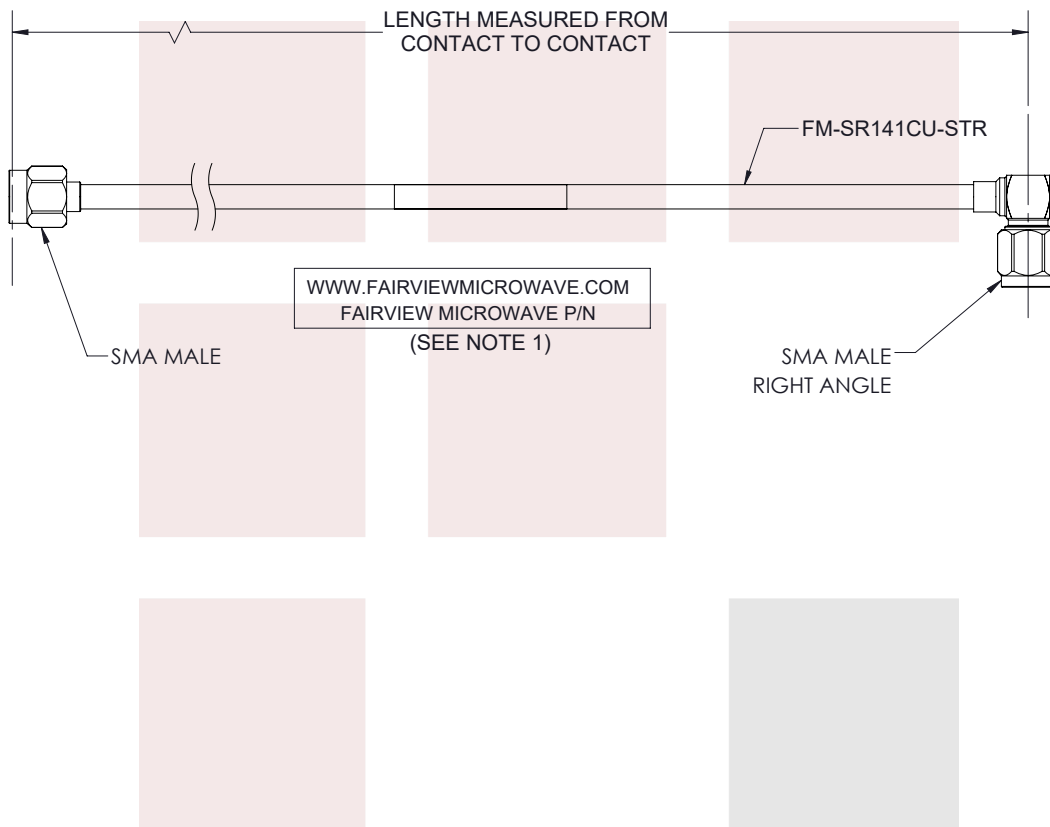 LENGTH MEASURED FROM
CONTACT TO CONTACT
FM-SR141CU-STR
WWW.FAIRVIEWMICROWAVE.COM
FAIRVIEW MICROWAVE P/N
(SEE NOTE 1)
SMA MALE
SMA MALE
RIGHT ANGLE